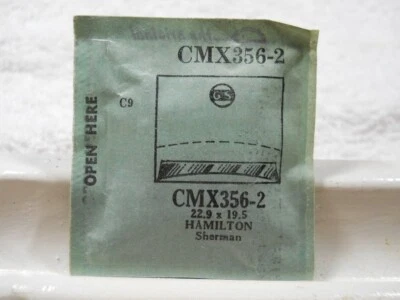 CMX356-2
GS
C9
OPEN HERE
CMX356-2
22.9 x 19.5
HAMILTON
Sherman